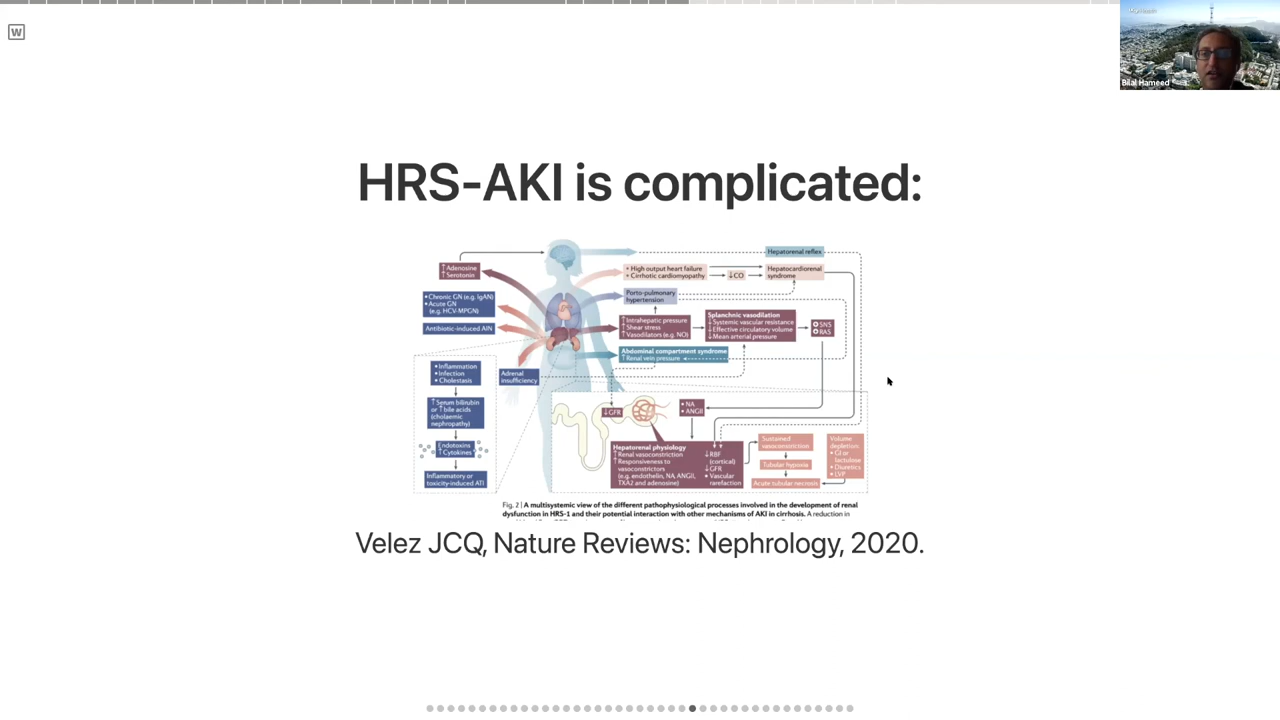 W
Bilal Hameed
HRS-AKI is complicated:
Hepatorenal reflex
↑ Adenosine
↑ Serotonin
• High output heart failure
• Cirrhotic cardiomyopathy
↓CO
Hepatocardiorenal
syndrome
• Chronic GN (e.g. IgAN)
• Acute GN
(e.g. HCV-MPGN)
Porto-pulmonary
hypertension
Antibiotic-induced AIN
↑ Intrahepatic pressure
↑ Shear stress
↑ Vasodilators (e.g. NO)
Splanchnic vasodilation
↓ Systemic vascular resistance
↓ Effective circulatory volume
↓ Mean arterial pressure
SNS
RAS
Abdominal compartment syndrome
↑ Renal vein pressure
• Inflammation
• Infection
• Cholestasis
Adrenal
insufficiency
↑ Serum bilirubin
or ↑ bile acids
(cholaemic
nephropathy)
Endotoxins
↑ Cytokines
Inflammatory or
toxicity-induced ATI
↓GFR
• NA
• ANGII
Hepatorenal physiology
↑ Renal vasoconstriction
↑ Responsiveness to
vasoconstrictors
(e.g. endothelin, NA, ANGII,
TXA2 and adenosine)
↓ RBF
(cortical)
↓ GFR
• Vascular
rarefaction
Sustained
vasoconstriction
Tubular hypoxia
Acute tubular necrosis
Volume
depletion
• GI or
lactulose
• Diuretics
• LVP
Fig. 2 | A multisystemic view of the different pathophysiological processes involved in the development of renal
dysfunction in HRS-1 and their potential interaction with other mechanisms of AKI in cirrhosis. A reduction in
Velez JCQ, Nature Reviews: Nephrology, 2020.